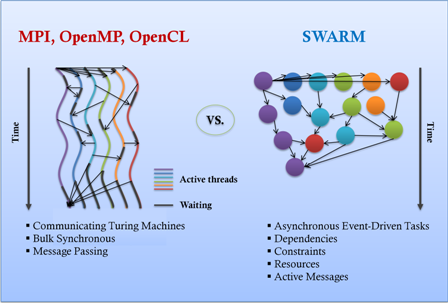 MPI, OpenMP, OpenCL
SWARM
Time
VS.
Time
Active threads
Waiting
▪ Communicating Turing Machines
▪ Bulk Synchronous
▪ Message Passing
▪ Asynchronous Event-Driven Tasks
▪ Dependencies
▪ Constraints
▪ Resources
▪ Active Messages